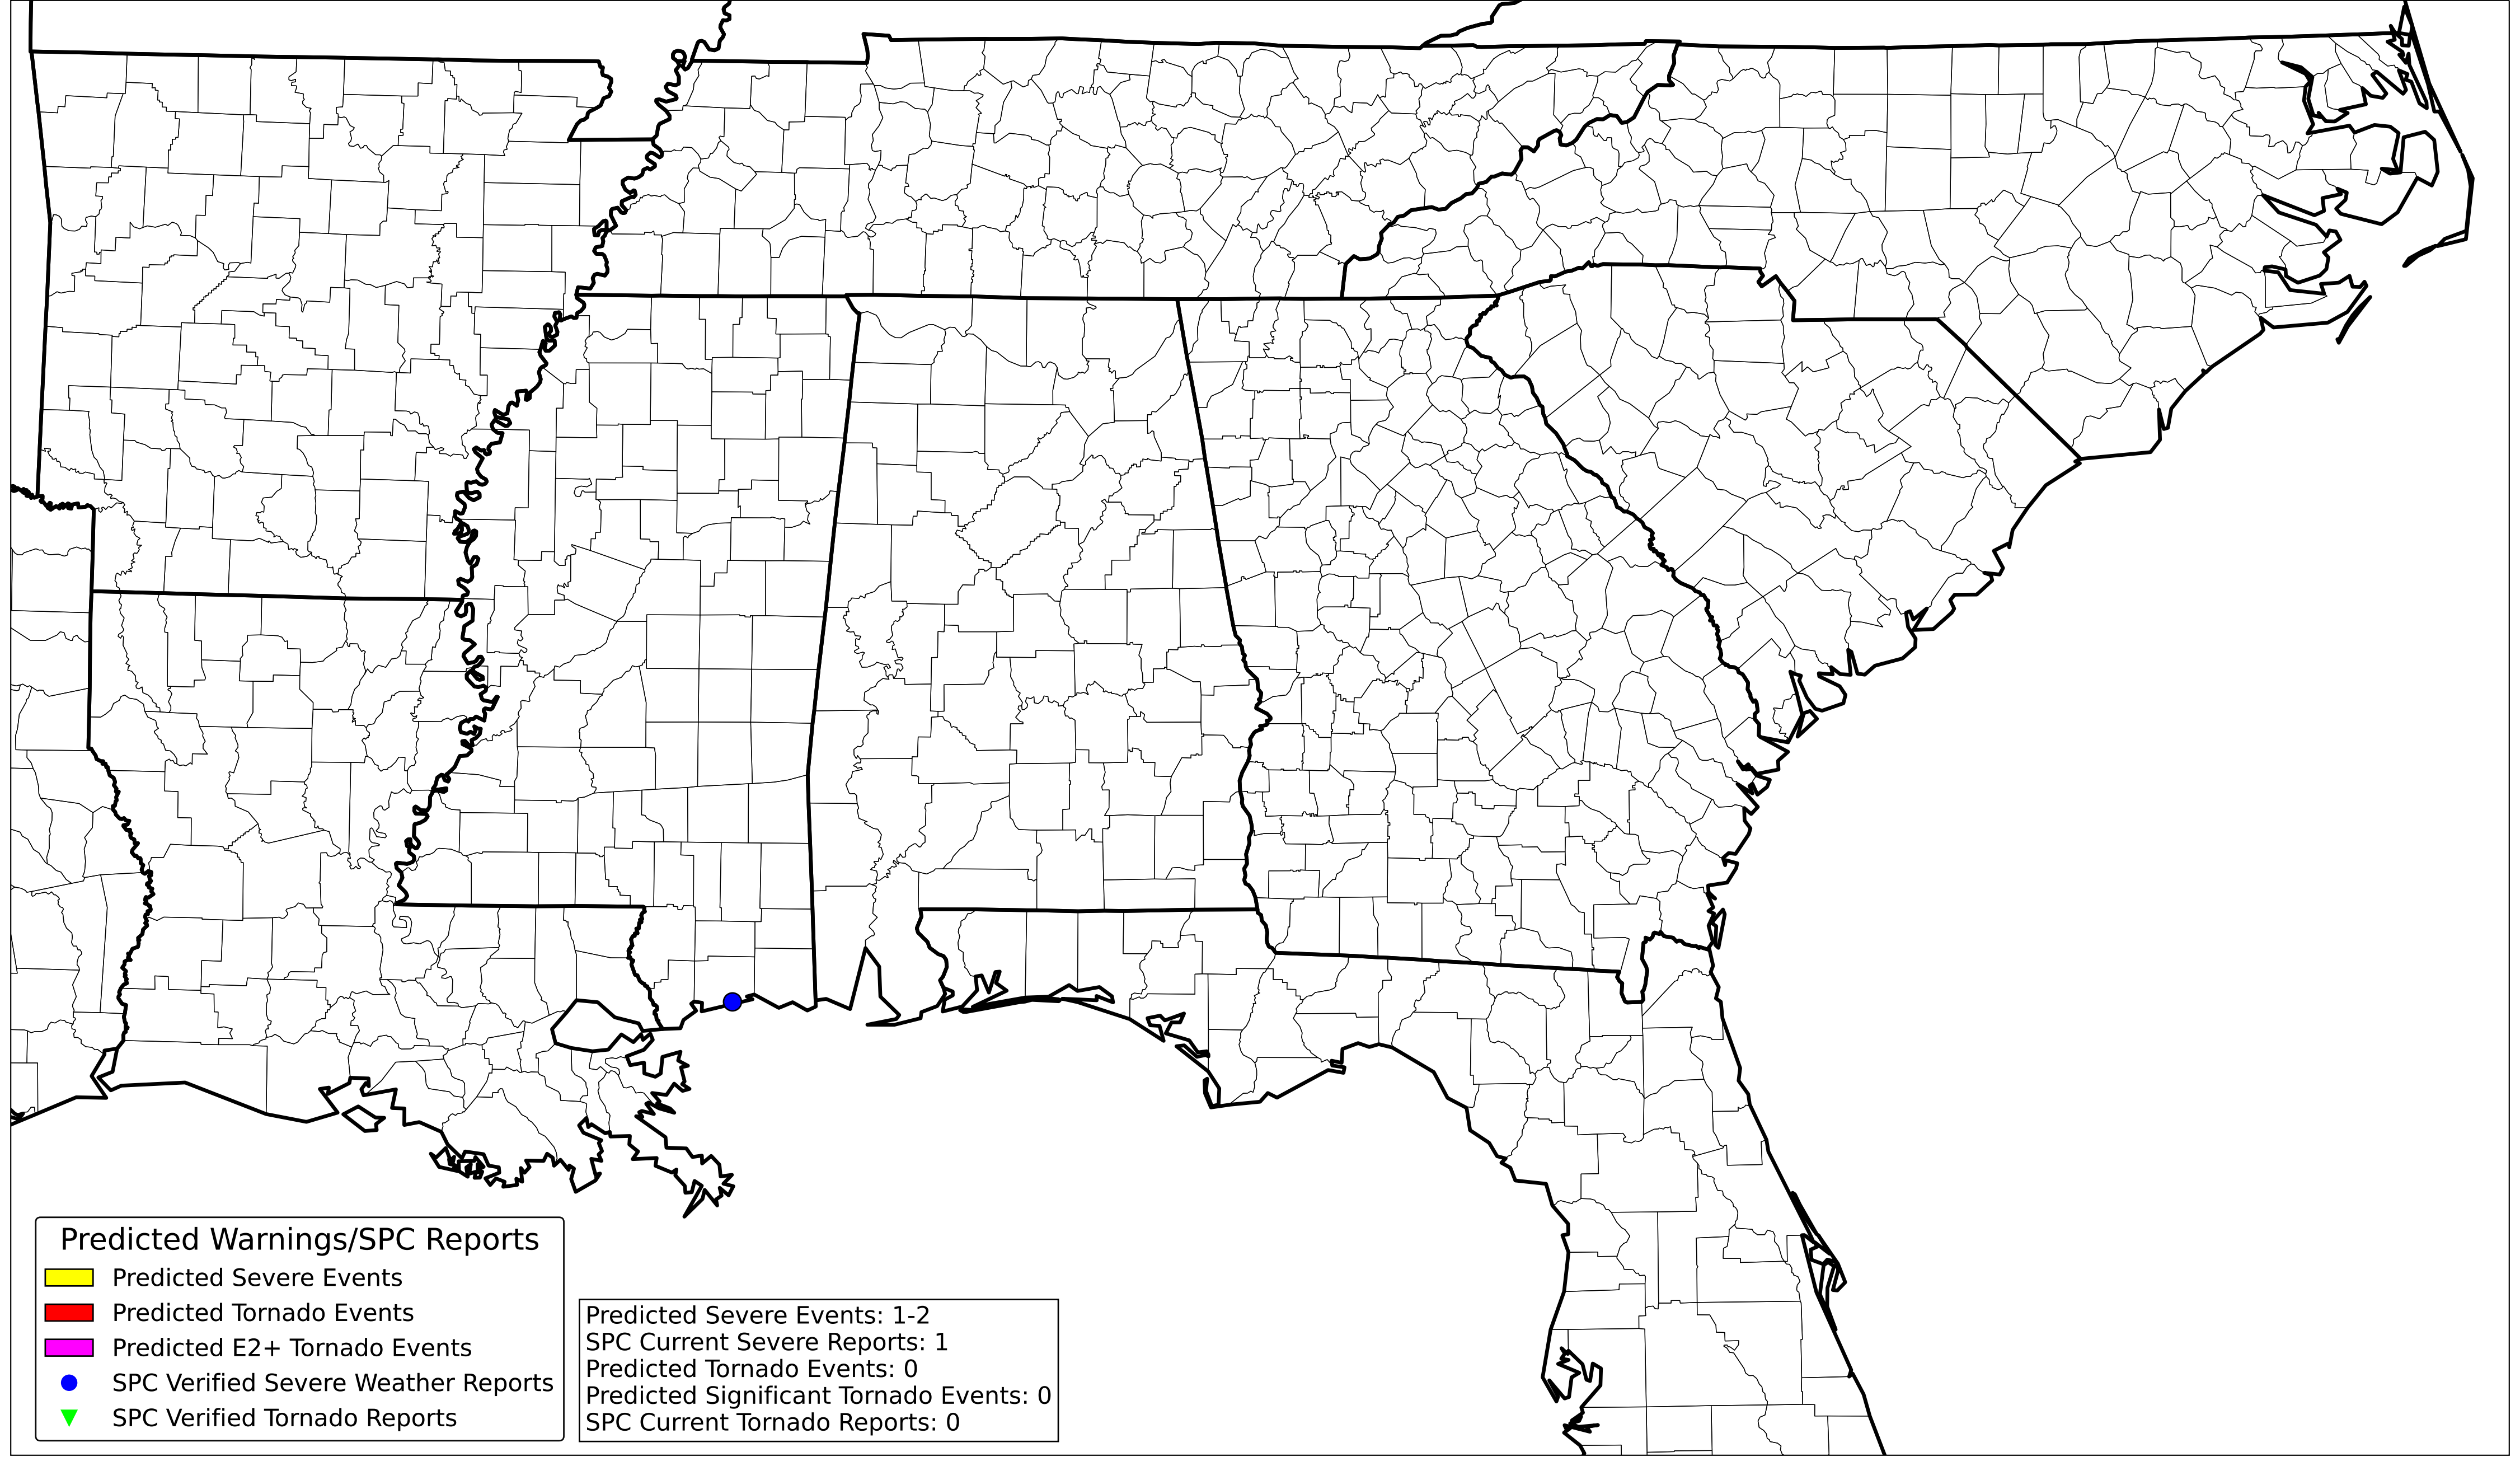 Predicted Warnings/SPC Reports
Predicted Severe Events
Predicted Tornado Events
Predicted E2+ Tornado Events
SPC Verified Severe Weather Reports
SPC Verified Tornado Reports
Predicted Severe Events: 1-2
SPC Current Severe Reports: 1
Predicted Tornado Events: 0
Predicted Significant Tornado Events: 0
SPC Current Tornado Reports: 0